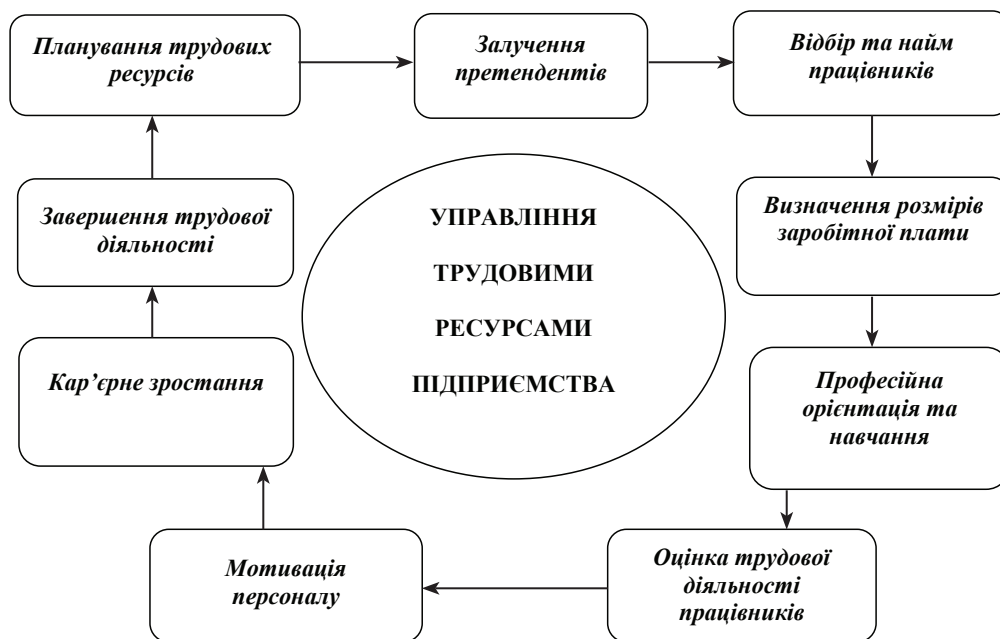 Планування трудових
ресурсів
Залучення
претендентів
Відбір та найм
працівників
Завершення трудової
діяльності
УПРАВЛІННЯ
ТРУДОВИМИ
РЕСУРСАМИ
ПІДПРИЄМСТВА
Визначення розмірів
заробітної плати
Кар’єрне зростання
Професійна
орієнтація та
навчання
Мотивація
персоналу
Оцінка трудової
діяльності
працівників